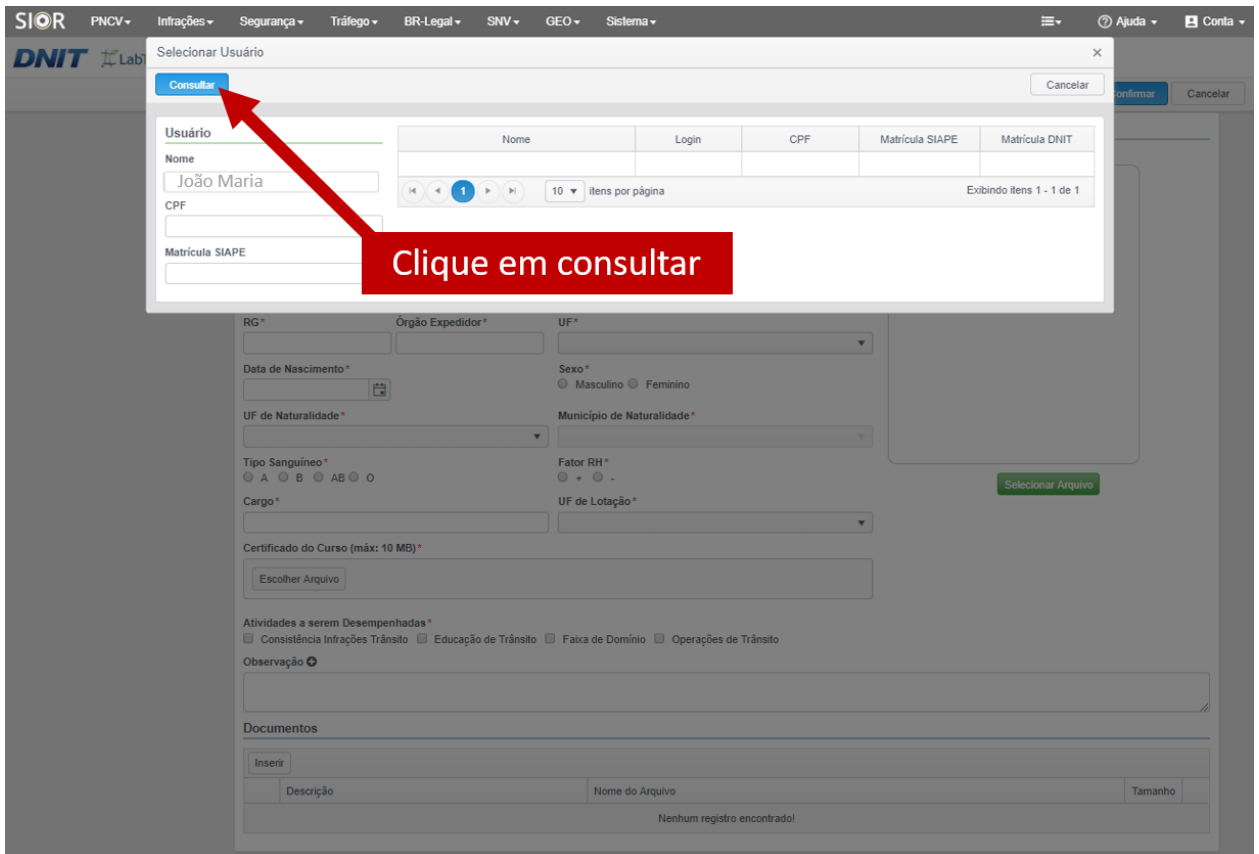 SIOR PNCV Infrações Segurança Tráfego BR-Legal SNV GEO Sistema Ajuda Conta
DNIT
Selecionar Usuário ×
Consultar Cancelar
Confirmar Cancelar
Usuário
Nome
João Maria
CPF
Matrícula SIAPE
Nome Login CPF Matrícula SIAPE Matrícula DNIT
1 10 itens por página Exibindo itens 1 - 1 de 1
Clique em consultar
RG* Órgão Expedidor* UF*
Data de Nascimento* Sexo*
Masculino Feminino
UF de Naturalidade* Município de Naturalidade*
Tipo Sanguíneo* Fator RH*
A B AB O + -
Selecionar Arquivo
Cargo* UF de Lotação*
Certificado do Curso (máx: 10 MB)*
Escolher Arquivo
Atividades a serem Desempenhadas*
Consistência Infrações Trânsito Educação de Trânsito Faixa de Domínio Operações de Trânsito
Observação
Documentos
Inserir
Descrição Nome do Arquivo Tamanho
Nenhum registro encontrado!